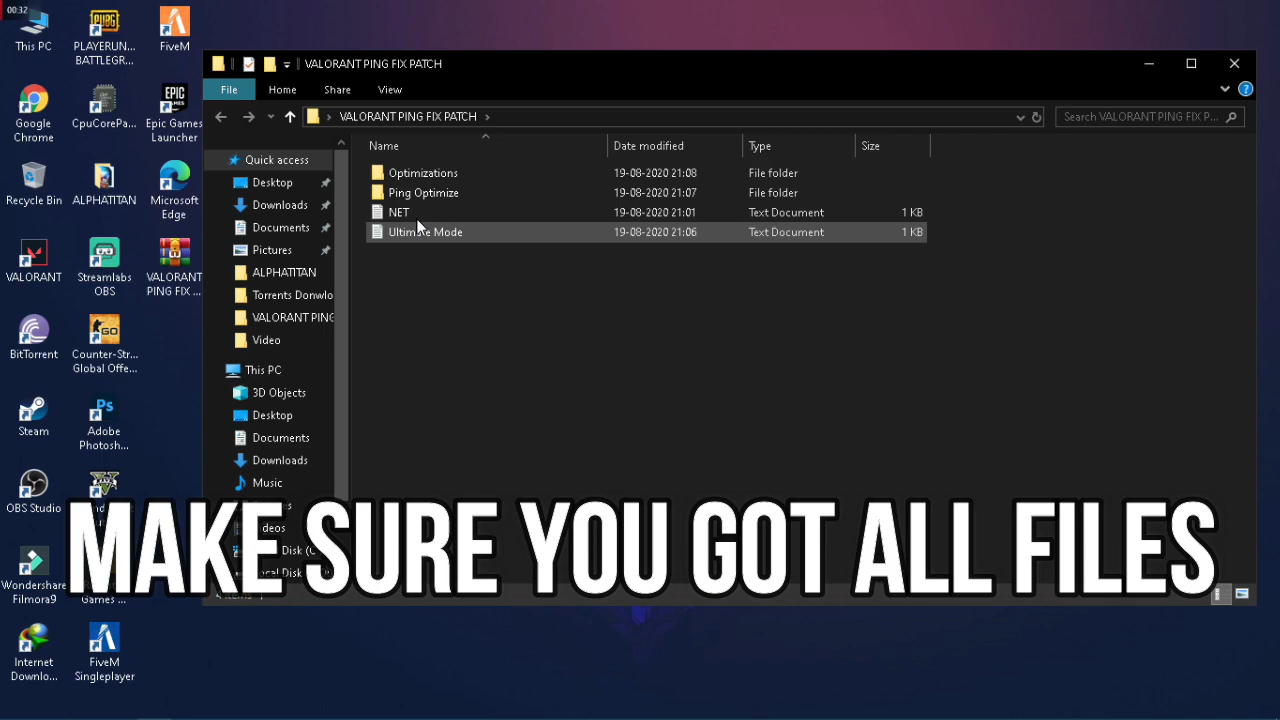 00:32
This PC
PLAYERUN...
BATTLEGR...
FiveM
Google
Chrome
CpuCorePa...
Epic Games
Launcher
Recycle Bin
ALPHATITAN
Microsoft
Edge
VALORANT
Streamlabs
OBS
VALORANT
PING FIX ...
BitTorrent
Counter-Str...
Global Offe...
Steam
Adobe
Photosh...
OBS Studio
Wondershare
Filmora9
Games ...
Internet
Downlo...
FiveM
Singleplayer
VALORANT PING FIX PATCH
File Home Share View
VALORANT PING FIX PATCH
Search VALORANT PING FIX P...
Quick access
Desktop
Downloads
Documents
Pictures
ALPHATITAN
Torrents Donwlo
VALORANT PING
Video
This PC
3D Objects
Desktop
Documents
Downloads
Music
Name Date modified Type Size
Optimizations 19-08-2020 21:08 File folder
Ping Optimize 19-08-2020 21:07 File folder
NET 19-08-2020 21:01 Text Document 1 KB
Ultimate Mode 19-08-2020 21:06 Text Document 1 KB
MAKE SURE YOU GOT ALL FILES